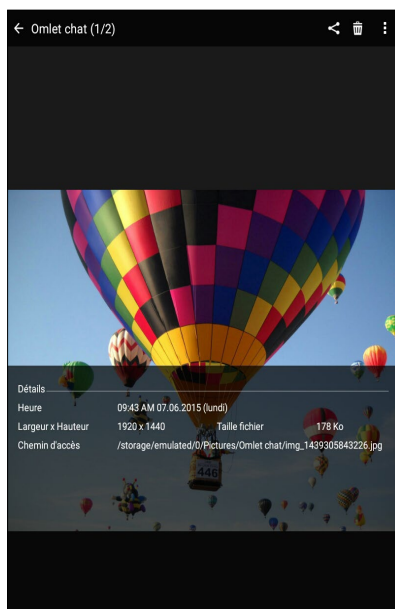 Omlet chat (1/2)
Détails
Heure 09:43 AM 07.06.2015 (lundi)
Largeur x Hauteur 1920 x 1440 Taille fichier 178 Ko
Chemin d'accès /storage/emulated/0/Pictures/Omlet chat/img_1439305843226.jpg
446